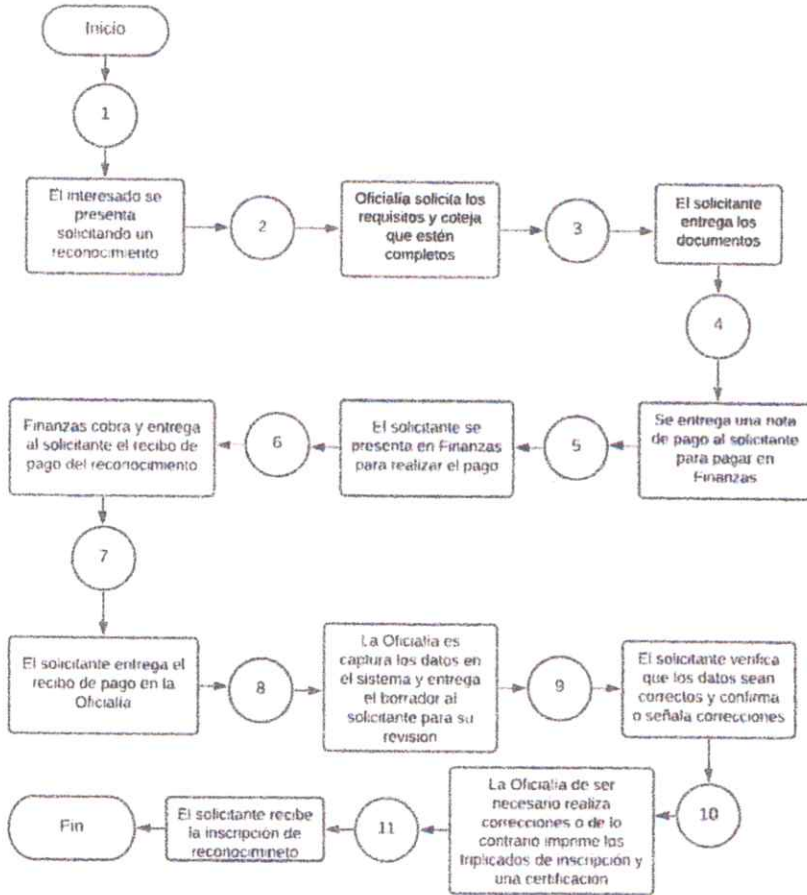 Inicio
1
El interesado se
presenta
solicitando un
reconocimiento
2
Oficialía solicita los
requisitos y coteja
que estén
completos
3
El solicitante
entrega los
documentos
4
Se entrega una nota
de pago al solicitante
para pagar en
Finanzas
5
El solicitante se
presenta en Finanzas
para realizar el pago
6
Finanzas cobra y entrega
al solicitante el recibo de
pago del reconocimiento
7
El solicitante entrega el
recibo de pago en la
Oficialía
8
La Oficialía es
captura los datos en
el sistema y entrega
el borrador al
solicitante para su
revisión
9
El solicitante verifica
que los datos sean
correctos y confirma
o señala correcciones
10
La Oficialía de ser
necesario realiza
correcciones o de lo
contrario imprime los
triplicados de inscripción y
una certificación
11
El solicitante recibe
la inscripción de
reconocimineto
Fin